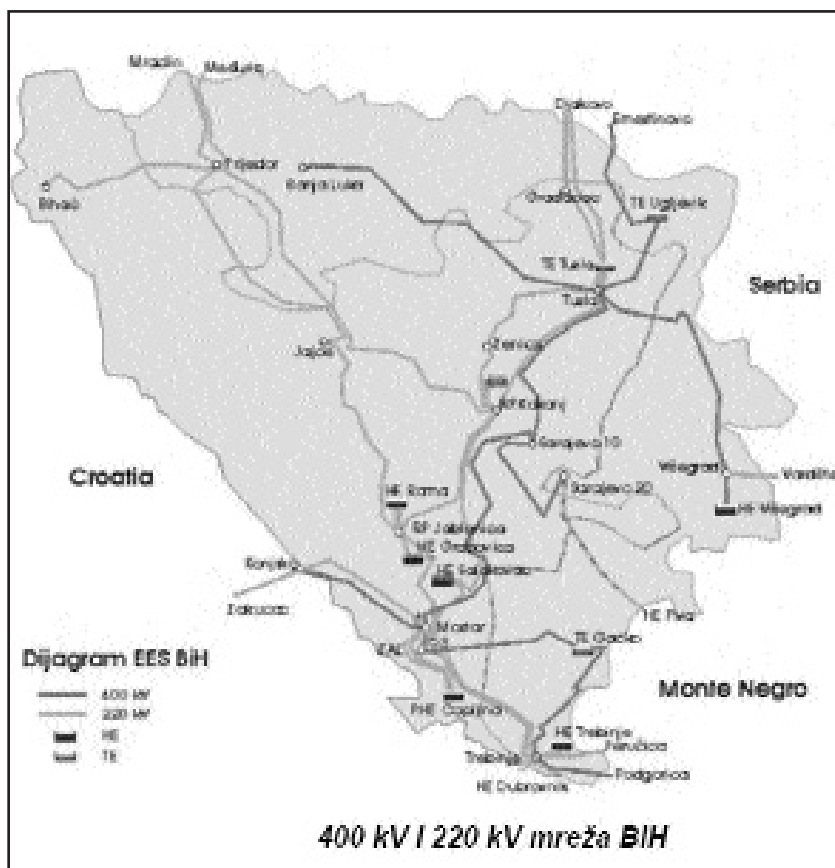 Mraclin
Međurić
Đakovo
Ernestinovo
Prijedor
Bihać
Banja Luka
Gradačac
TE Ugljevik
TE Tuzla
Tuzla
Serbia
Zenica
Jajce
RP Kakanj
Sarajevo 10
Croatia
Višegrad
Vardište
Sarajevo 20
HE Rama
HE Višegrad
RP Jablanica
HE Grabovica
HE Salakovac
Konjsko
Zakučac
HE Piva
Mostar
TE Gacko
Dijagram EES BiH
Monte Negro
400 kV
220 kV
HE
TE
PHE Čapljina
HE Trebinje
Perućica
Trebinje
Podgorica
HE Dubrovnik
400 kV I 220 kV mreža BIH